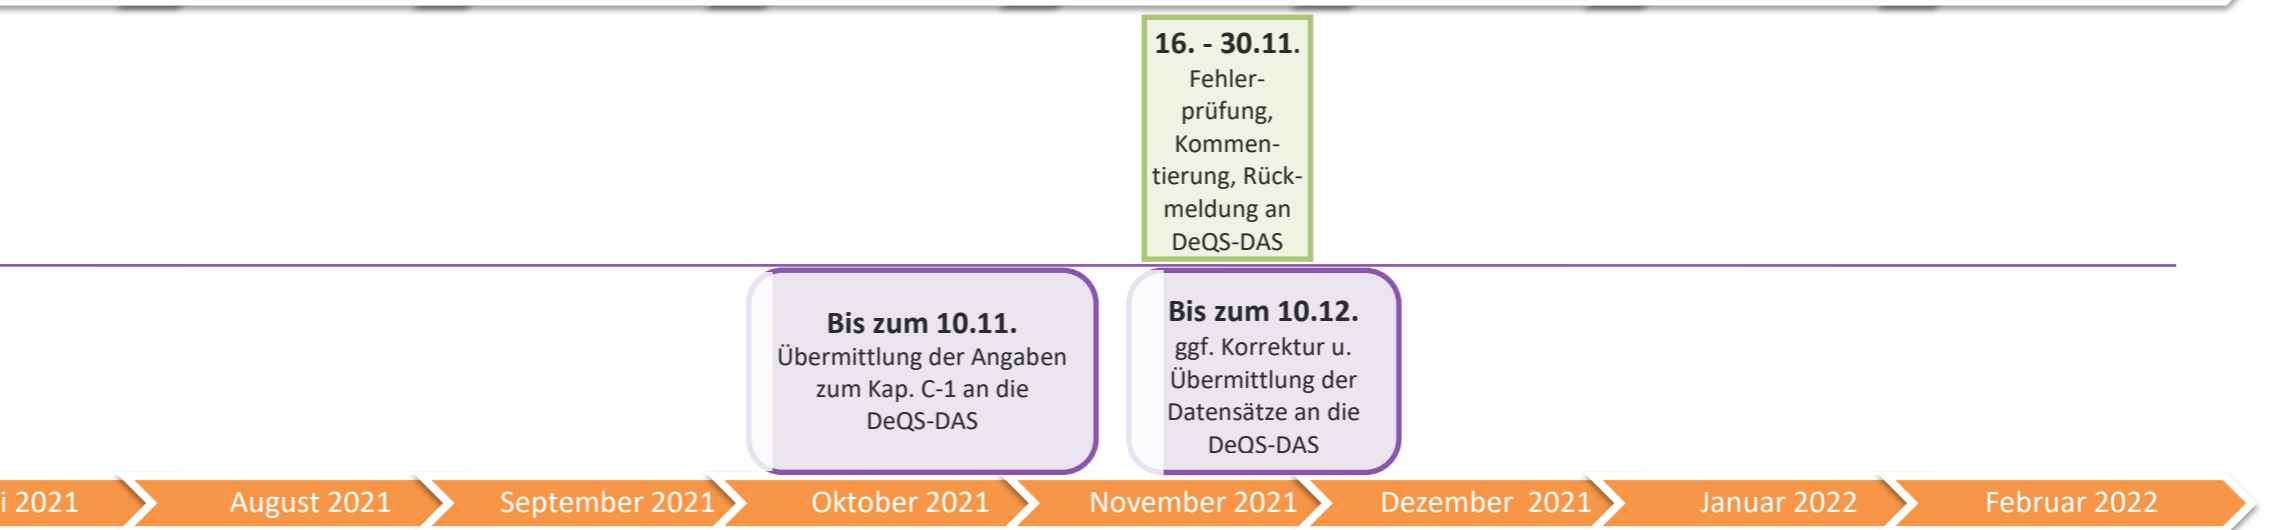 16. - 30.11.
Fehler-
prüfung,
Kommen-
tierung, Rück-
meldung an
DeQS-DAS
Bis zum 10.11.
Übermittlung der Angaben
zum Kap. C-1 an die
DeQS-DAS
Bis zum 10.12.
ggf. Korrektur u.
Übermittlung der
Datensätze an die
DeQS-DAS
i 2021
August 2021
September 2021
Oktober 2021
November 2021
Dezember 2021
Januar 2022
Februar 2022